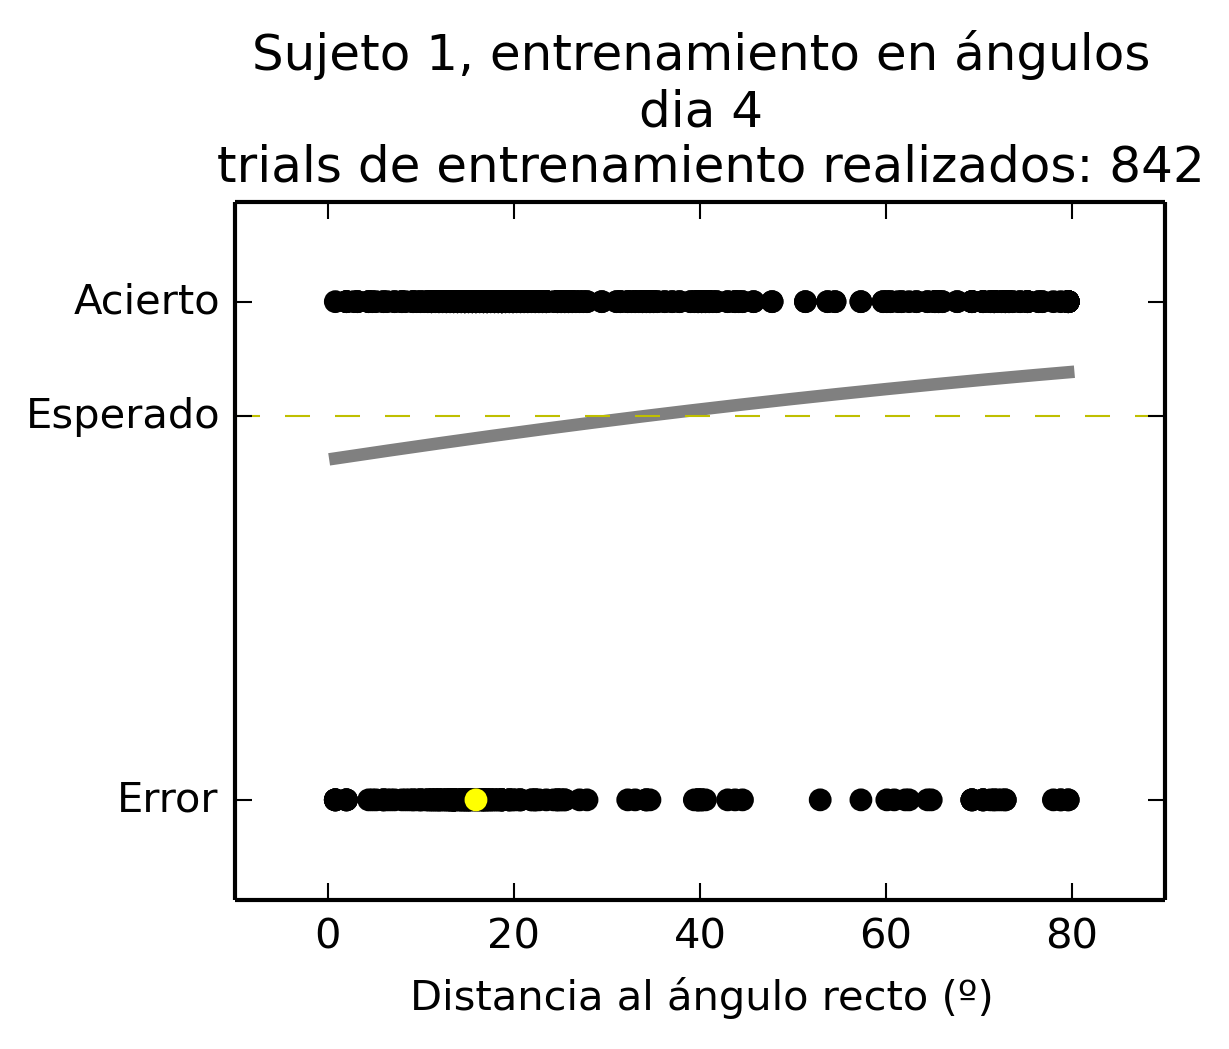 Sujeto 1, entrenamiento en ángulos
dia 4
trials de entrenamiento realizados: 842
Acierto
Esperado
Error
0 20 40 60 80
Distancia al ángulo recto (º)